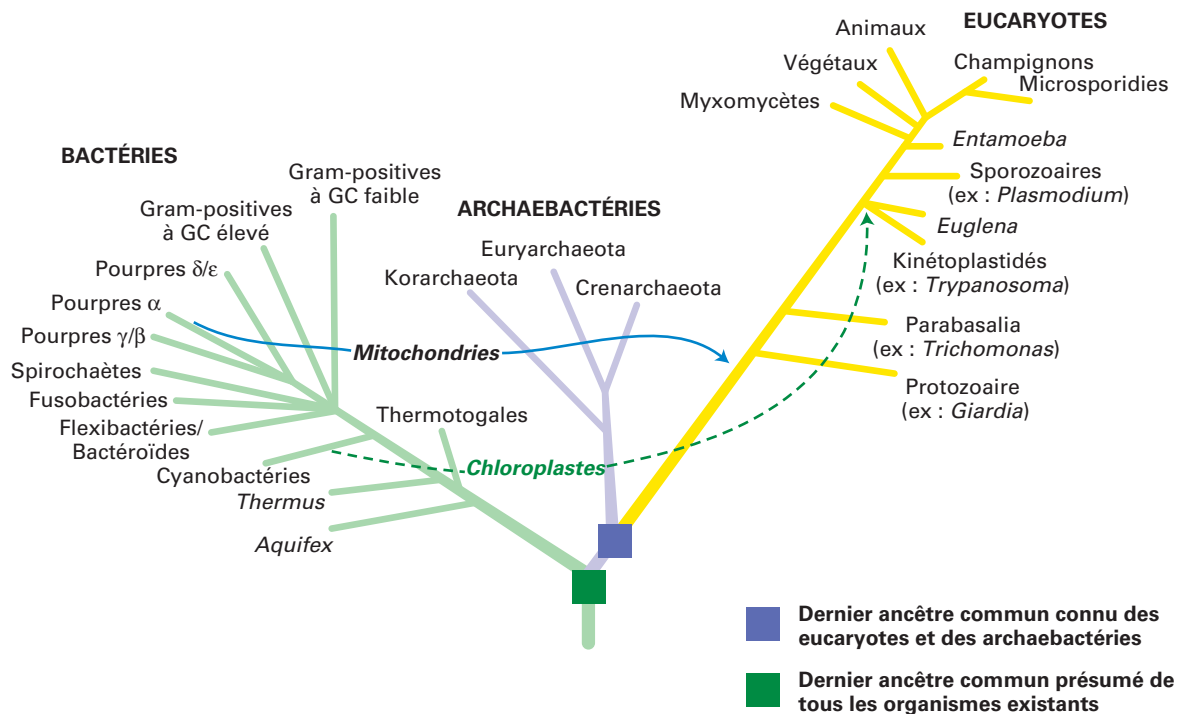 BACTÉRIES
Gram-positives
à GC faible
Gram-positives
à GC élevé
Pourpres δ/ε
Pourpres α
Pourpres γ/β
Spirochaètes
Fusobactéries
Flexibactéries/
Bactéroïdes
Cyanobactéries
Thermus
Aquifex
Thermotogales
Mitochondries
Chloroplastes
ARCHAEBACTÉRIES
Euryarchaeota
Korarchaeota
Crenarchaeota
EUCARYOTES
Animaux
Végétaux
Myxomycètes
Champignons
Microsporidies
Entamoeba
Sporozoaires
(ex : Plasmodium)
Euglena
Kinétoplastidés
(ex : Trypanosoma)
Parabasalia
(ex : Trichomonas)
Protozoaire
(ex : Giardia)
Dernier ancêtre commun connu des
eucaryotes et des archaebactéries
Dernier ancêtre commun présumé de
tous les organismes existants